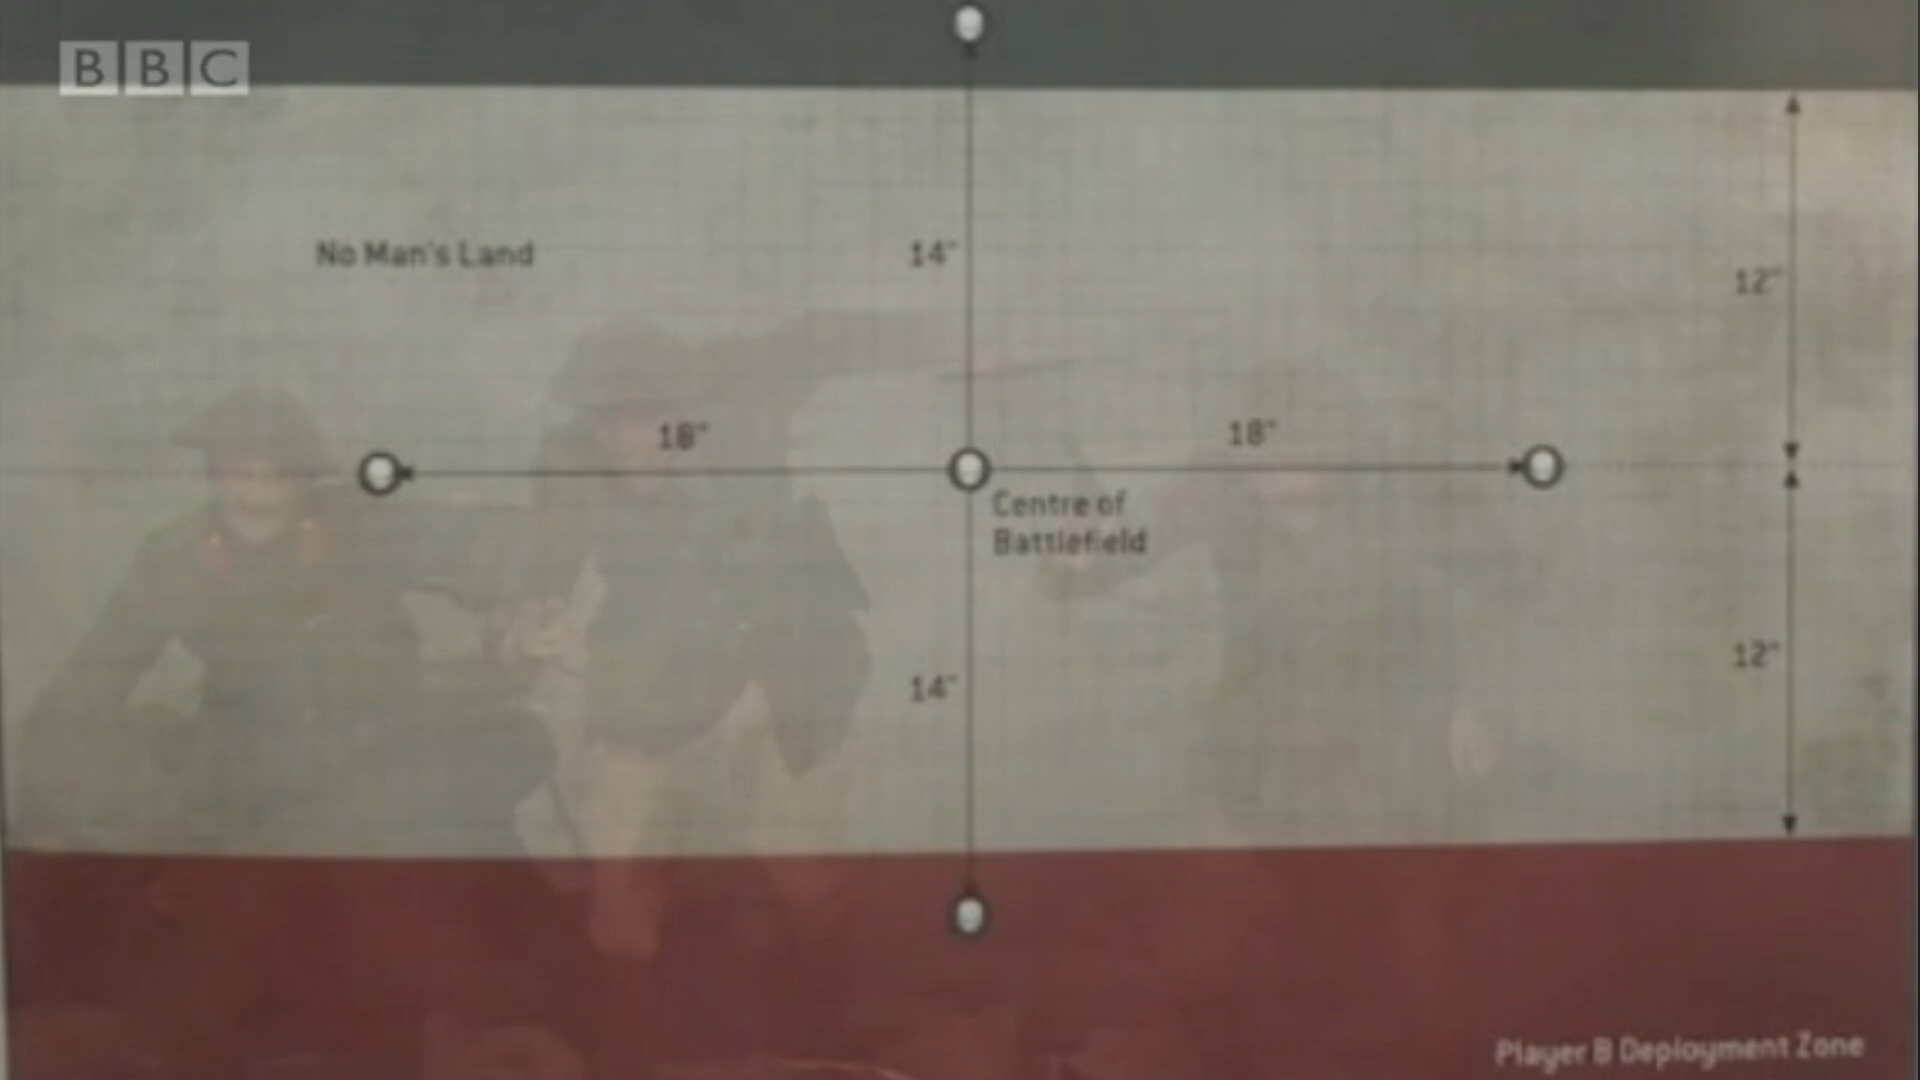 BBC
No Man's Land
14"
12"
18"
18"
Centre of
Battlefield
12"
14"
Player B Deployment Zone